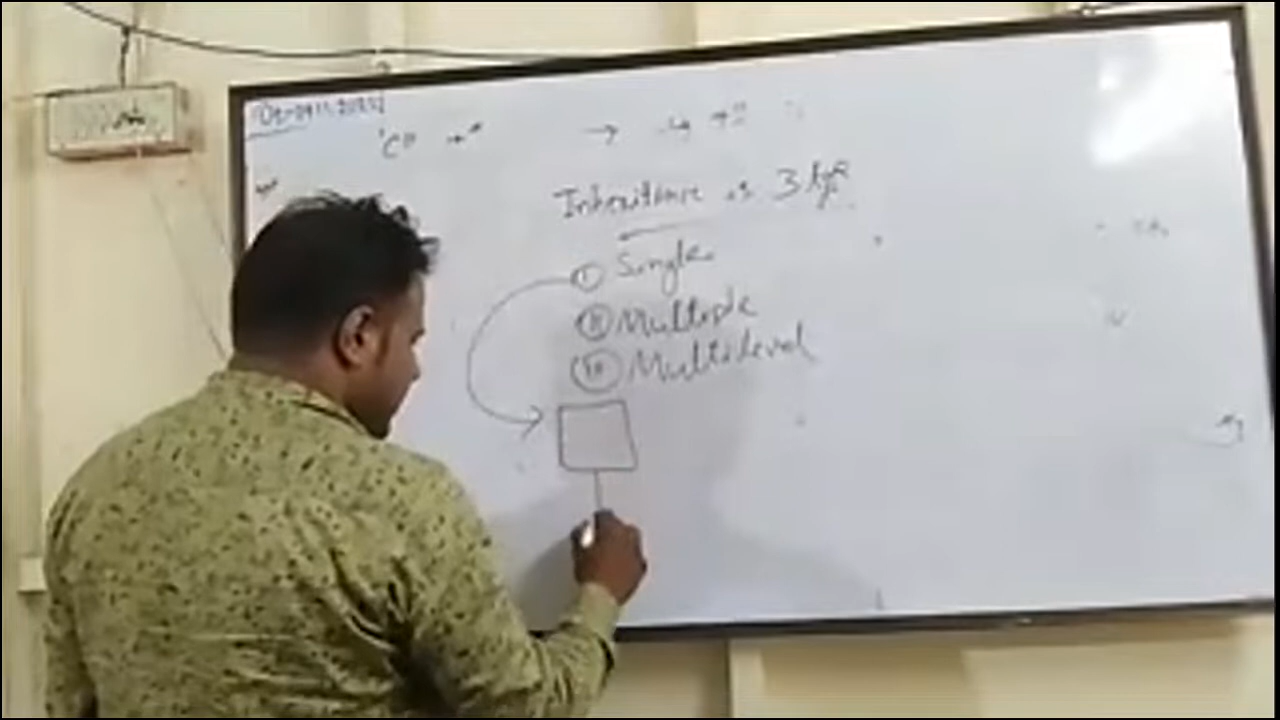 Inheritance is 3 type
① Single
② Multiple
③ Multilevel